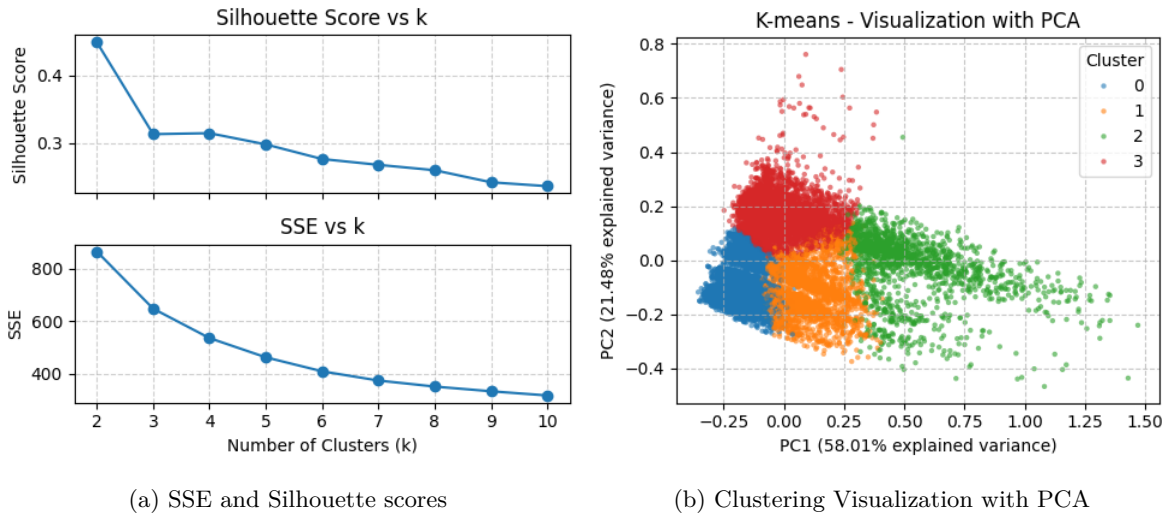 Silhouette Score vs k
Silhouette Score
0.4
0.3
SSE vs k
SSE
800
600
400
2 3 4 5 6 7 8 9 10
Number of Clusters (k)
(a) SSE and Silhouette scores
K-means - Visualization with PCA
PC2 (21.48% explained variance)
0.8
0.6
0.4
0.2
0.0
−0.2
−0.4
Cluster
0
1
2
3
−0.25 0.00 0.25 0.50 0.75 1.00 1.25 1.50
PC1 (58.01% explained variance)
(b) Clustering Visualization with PCA